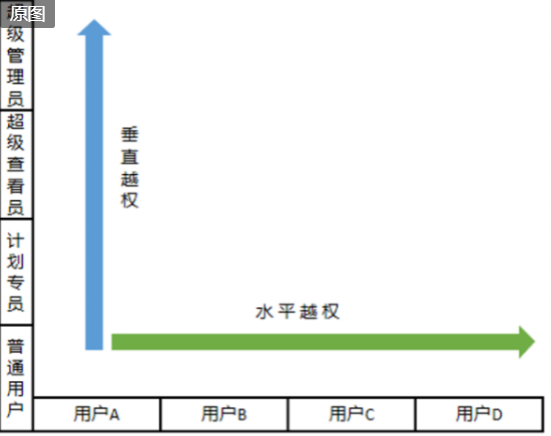 原图
级管理员
超级查看员
计划专员
普通用户
垂直越权
水平越权
用户A
用户B
用户C
用户D